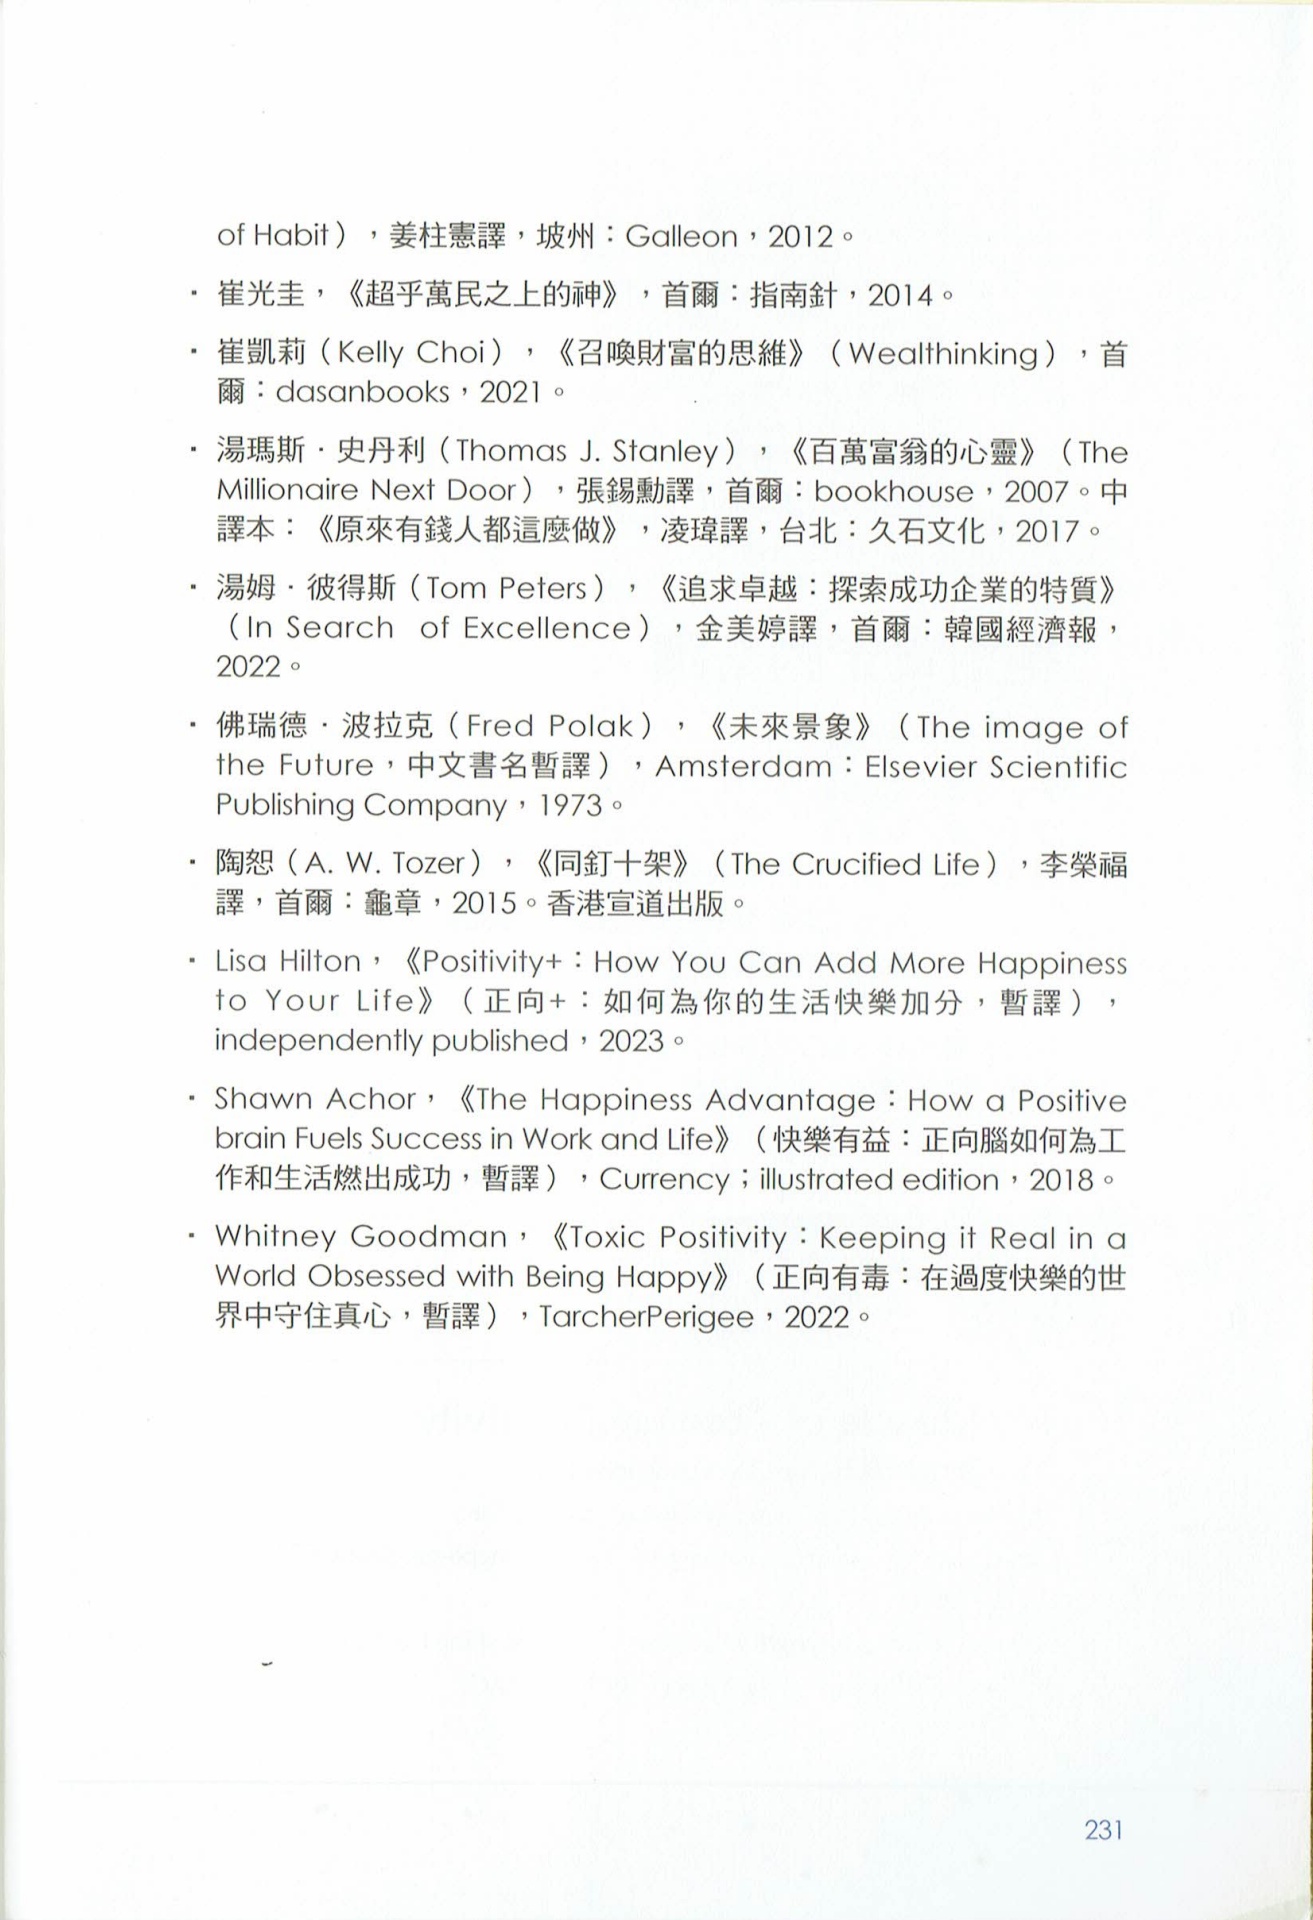 of Habit），姜柱憲譯，坡州：Galleon，2012。
· 崔光圭，《超乎萬民之上的神》，首爾：指南針，2014。
· 崔凱莉（Kelly Choi），《召喚財富的思維》（Wealthinking），首
爾：dasanbooks，2021。
· 湯瑪斯．史丹利（Thomas J. Stanley），《百萬富翁的心靈》（The
Millionaire Next Door），張錫勳譯，首爾：bookhouse，2007。中
譯本：《原來有錢人都這麼做》，凌瑋譯，台北：久石文化，2017。
· 湯姆．彼得斯（Tom Peters），《追求卓越：探索成功企業的特質》
（In Search of Excellence），金美婷譯，首爾：韓國經濟報，
2022。
· 佛瑞德．波拉克（Fred Polak），《未來景象》（The image of
the Future，中文書名暫譯），Amsterdam：Elsevier Scientific
Publishing Company，1973。
· 陶恕（A. W. Tozer），《同釘十架》（The Crucified Life），李榮福
譯，首爾：龜章，2015。香港宣道出版。
· Lisa Hilton，《Positivity+：How You Can Add More Happiness
to Your Life》（正向+：如何為你的生活快樂加分，暫譯），
independently published，2023。
· Shawn Achor，《The Happiness Advantage：How a Positive
brain Fuels Success in Work and Life》（快樂有益：正向腦如何為工
作和生活燃出成功，暫譯），Currency；illustrated edition，2018。
· Whitney Goodman，《Toxic Positivity：Keeping it Real in a
World Obsessed with Being Happy》（正向有毒：在過度快樂的世
界中守住真心，暫譯），TarcherPerigee，2022。
231